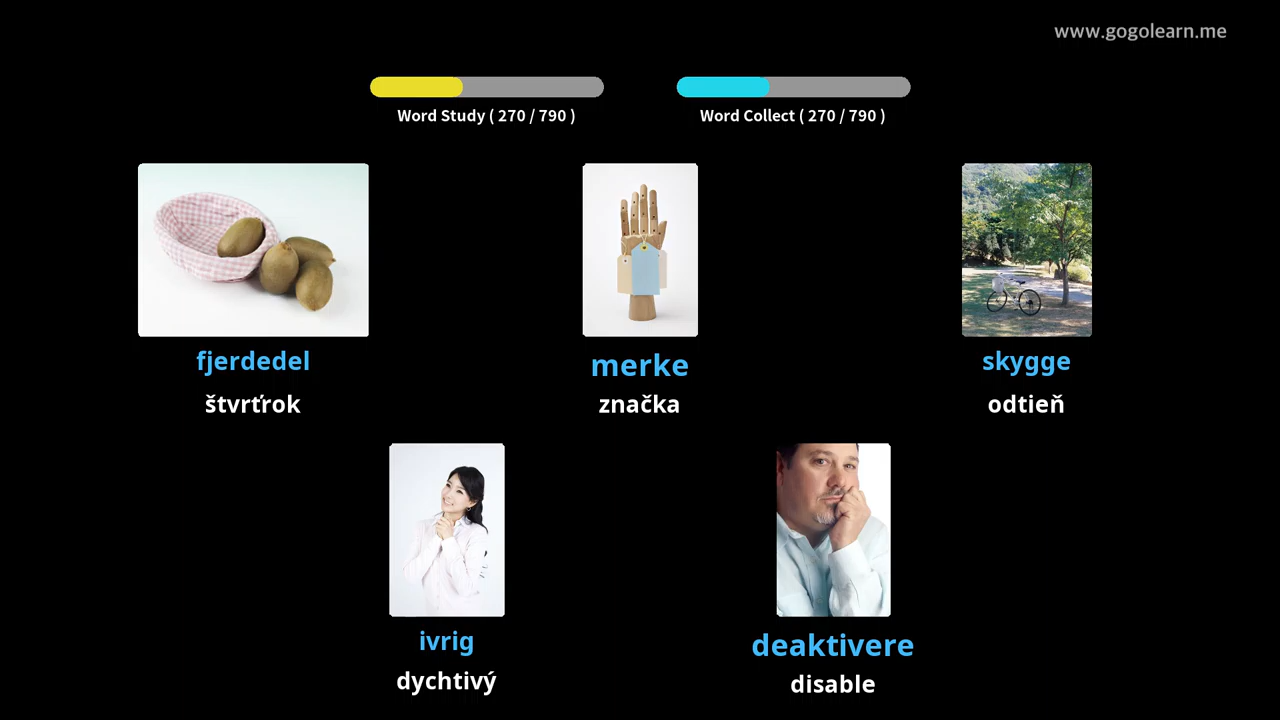 www.gogolearn.me
Word Study ( 270 / 790 )
Word Collect ( 270 / 790 )
fjerdedel
štvrťrok
merke
značka
skygge
odtieň
ivrig
dychtivý
deaktivere
disable